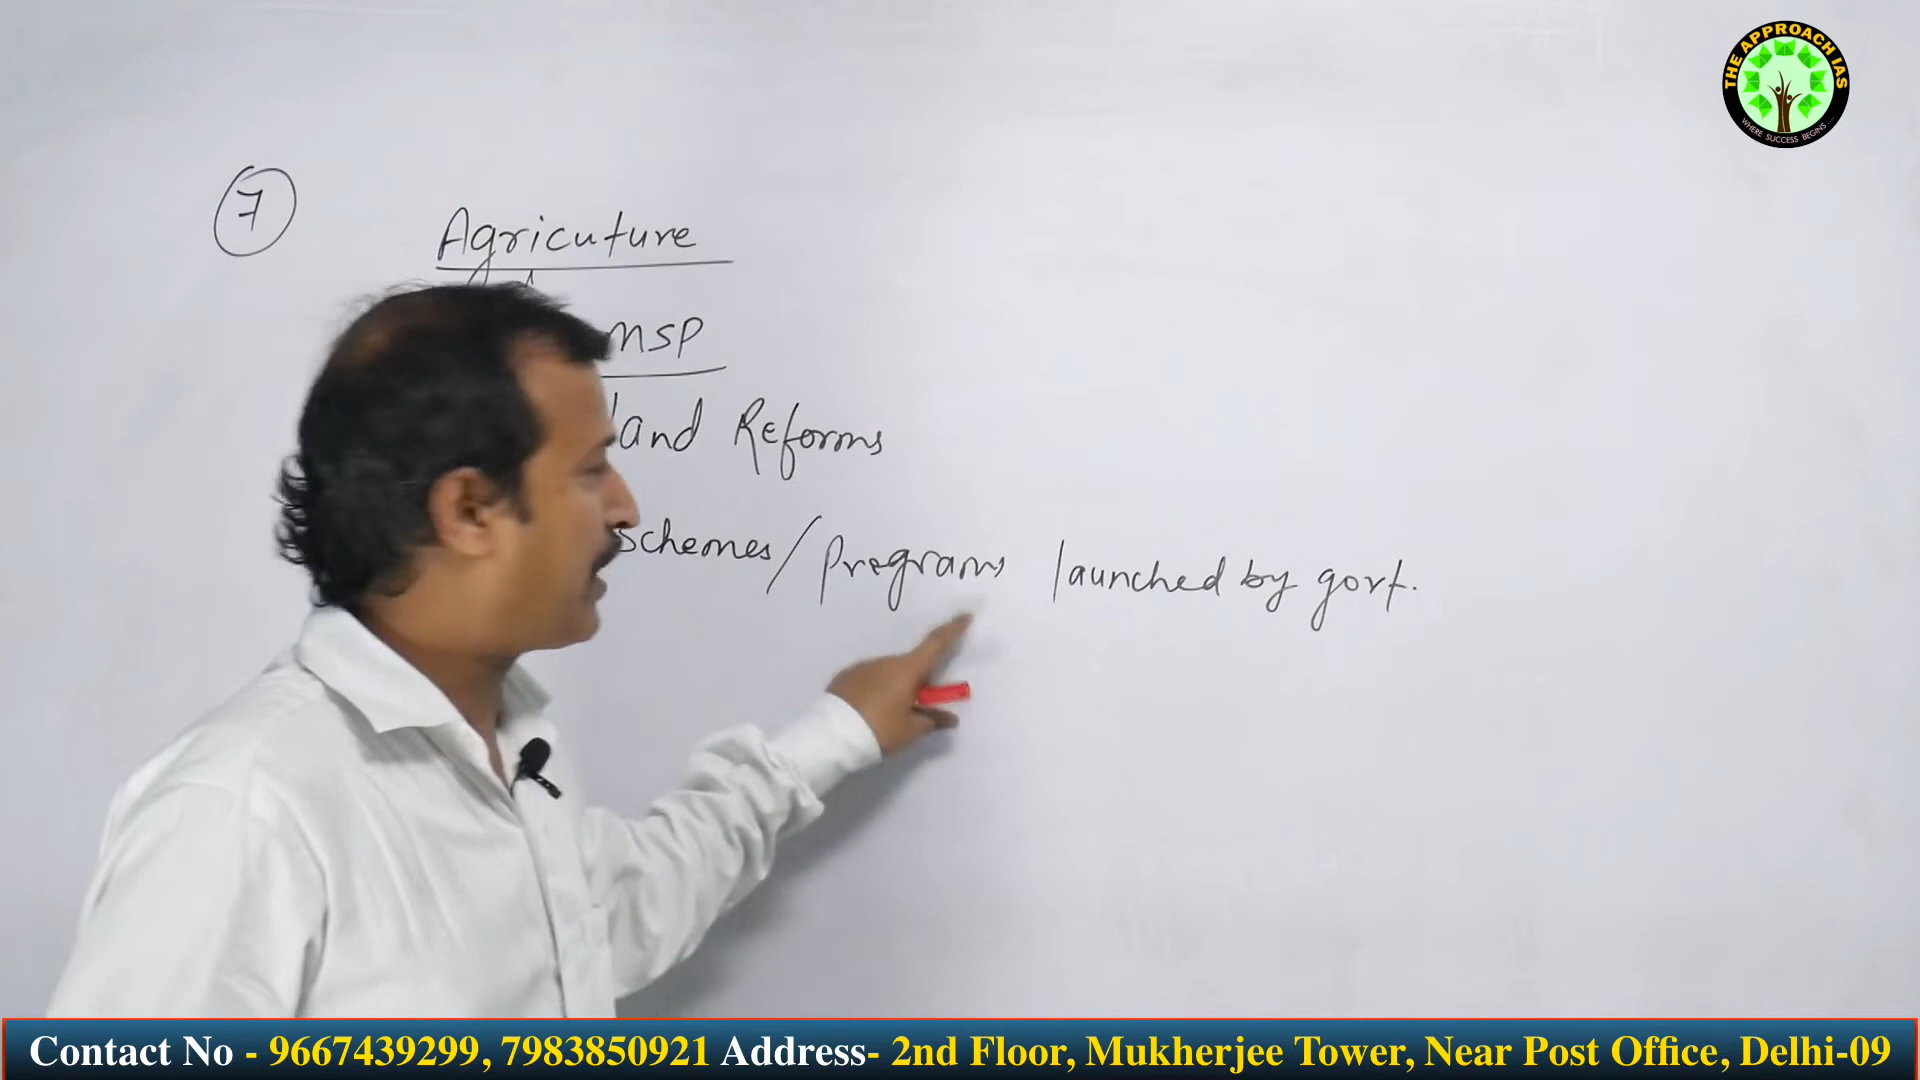 THE APPROACH IAS
WHERE SUCCESS BEGINS ....
7
Agricuture
MSP
land Reforms
schemes/programs launched by govt.
Contact No - 9667439299, 7983850921 Address- 2nd Floor, Mukherjee Tower, Near Post Office, Delhi-09